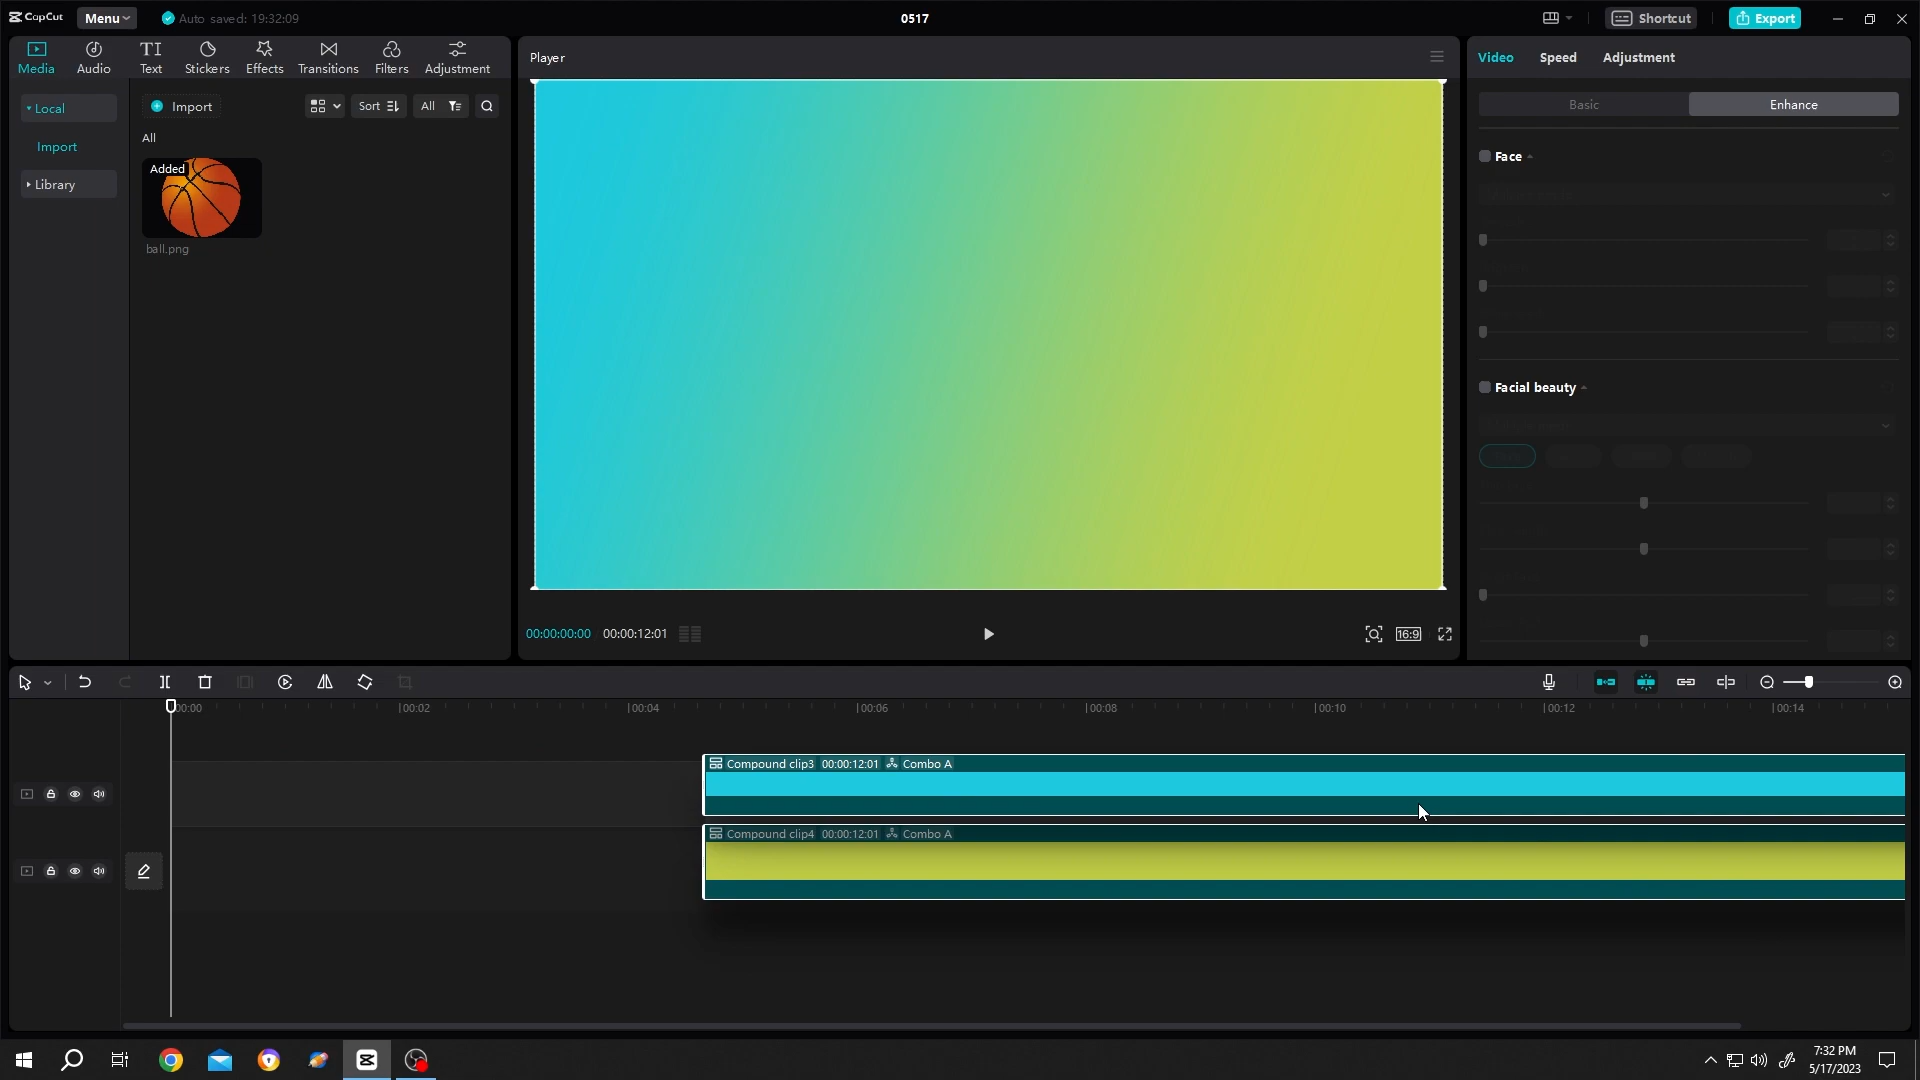 CapCut
Menu
Auto saved: 19:32:09
0517
Shortcut
Export
Media
Audio
Text
Stickers
Effects
Transitions
Filters
Adjustment
Player
Video
Speed
Adjustment
Local
Import
Library
Import
Sort
All
All
Added
ball.png
Basic
Enhance
Face
Facial beauty
00:00:00:00
00:00:12:01
16:9
00:00
00:02
00:04
00:06
00:08
00:10
00:12
00:14
Compound clip3 00:00:12:01 Combo A
Compound clip4 00:00:12:01 Combo A
7:32 PM
5/17/2023